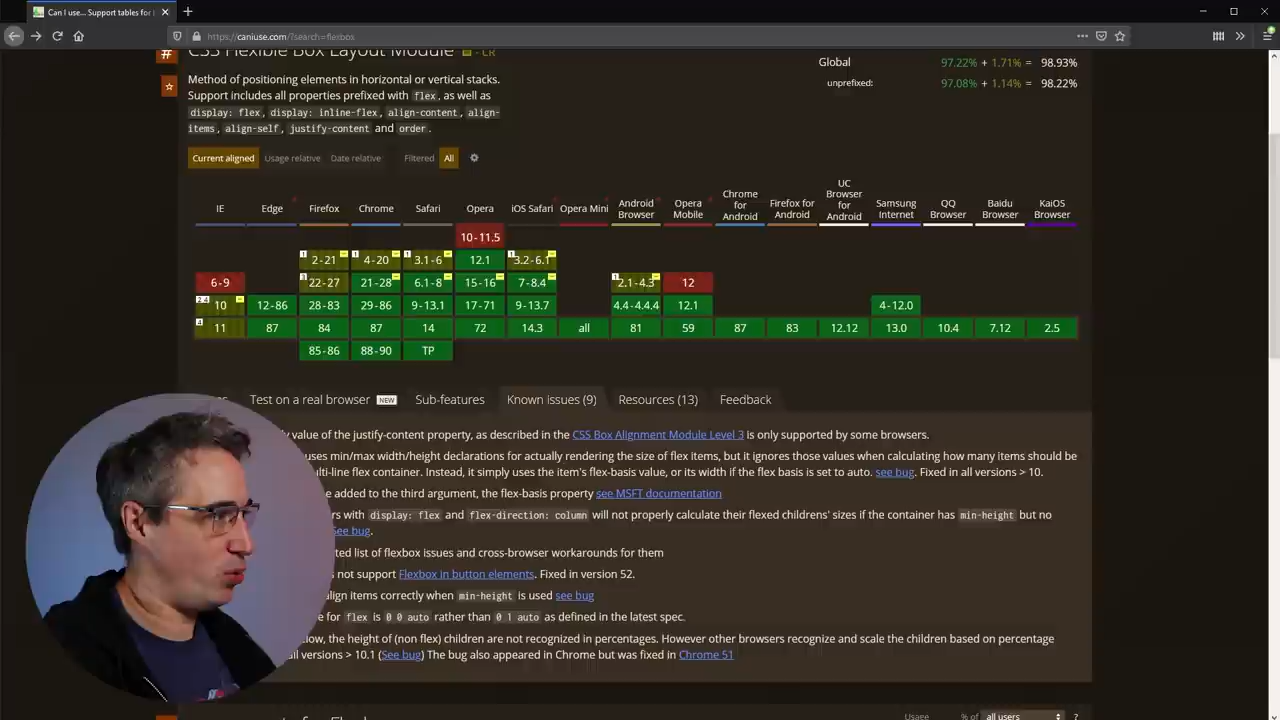 Can I use... Support tables for
https://caniuse.com/?search=flexbox
CSS Flexible Box Layout Module - CR
Method of positioning elements in horizontal or vertical stacks.
Support includes all properties prefixed with flex, as well as
display: flex, display: inline-flex, align-content, align-
items, align-self, justify-content and order.
Global 97.22% + 1.71% = 98.93%
unprefixed: 97.08% + 1.14% = 98.22%
Current aligned Usage relative Date relative Filtered All
IE Edge Firefox Chrome Safari Opera iOS Safari Opera Mini Android Browser Opera Mobile Chrome for Android Firefox for Android UC Browser for Android Samsung Internet QQ Browser Baidu Browser KaiOS Browser
10-11.5
2-21 4-20 3.1-6 12.1 3.2-6.1
6-9 22-27 21-28 6.1-8 15-16 7-8.4 2.1-4.3 12
10 12-86 28-83 29-86 9-13.1 17-71 9-13.7 4.4-4.4.4 12.1 4-12.0
11 87 84 87 14 72 14.3 all 81 59 87 83 12.12 13.0 10.4 7.12 2.5
85-86 88-90 TP
Test on a real browser NEW Sub-features Known issues (9) Resources (13) Feedback
value of the justify-content property, as described in the CSS Box Alignment Module Level 3 is only supported by some browsers.
uses min/max width/height declarations for actually rendering the size of flex items, but it ignores those values when calculating how many items should be
flex container. Instead, it simply uses the item's flex-basis value, or its width if the flex basis is set to auto. see bug. Fixed in all versions > 10.
added to the third argument, the flex-basis property see MSFT documentation
with display: flex and flex-direction: column will not properly calculate their flexed childrens' sizes if the container has min-height but no
See bug.
list of flexbox issues and cross-browser workarounds for them
not support Flexbox in button elements. Fixed in version 52.
align items correctly when min-height is used see bug
for flex is 0 0 auto rather than 0 1 auto as defined in the latest spec.
the height of (non flex) children are not recognized in percentages. However other browsers recognize and scale the children based on percentage
all versions > 10.1 (See bug) The bug also appeared in Chrome but was fixed in Chrome 51
Usage % of all users ?